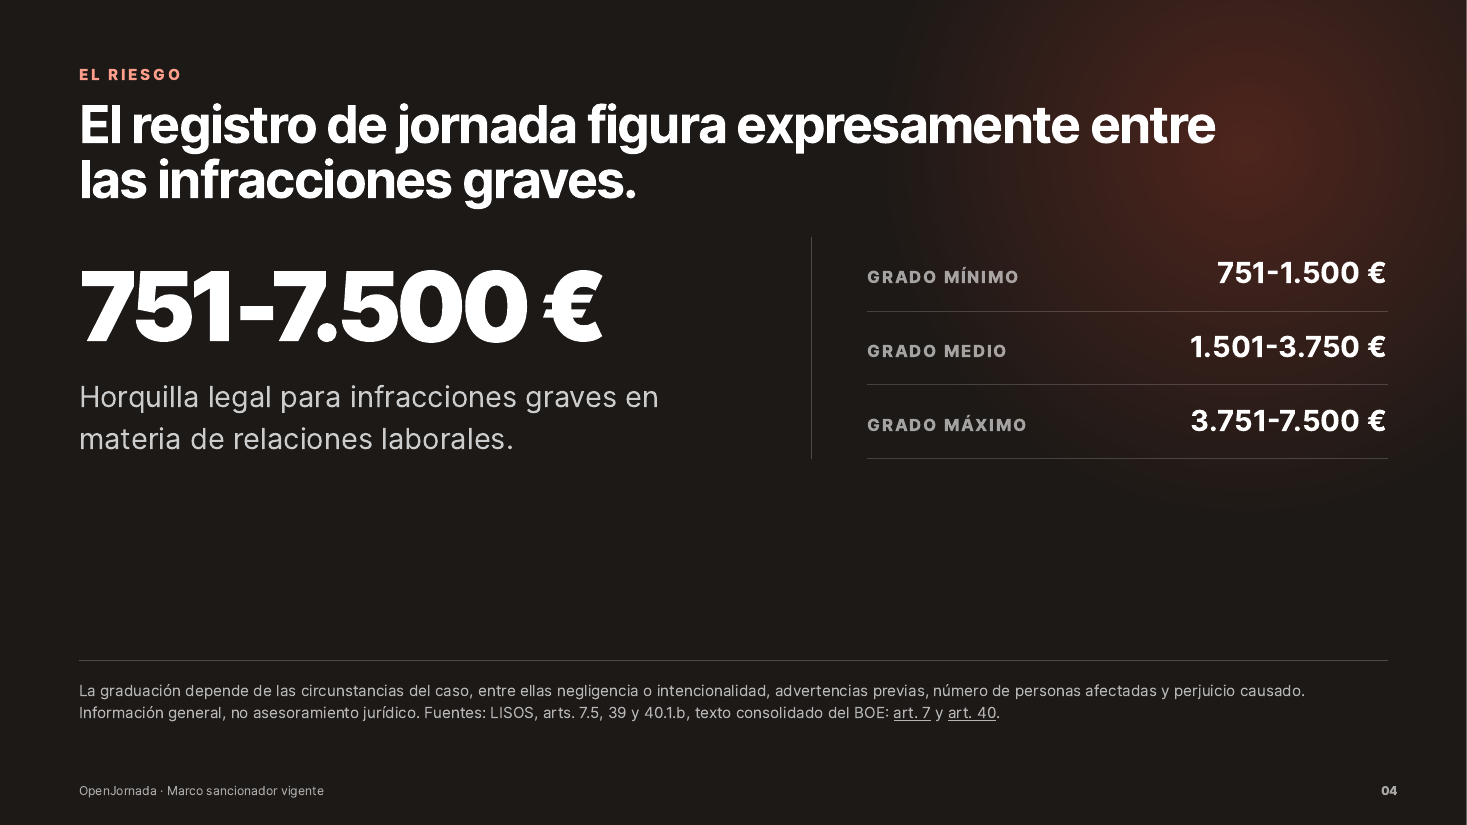 EL RIESGO
El registro de jornada figura expresamente entre
las infracciones graves.
751-7.500 €
Horquilla legal para infracciones graves en
materia de relaciones laborales.
GRADO MÍNIMO 751-1.500 €
GRADO MEDIO 1.501-3.750 €
GRADO MÁXIMO 3.751-7.500 €
La graduación depende de las circunstancias del caso, entre ellas negligencia o intencionalidad, advertencias previas, número de personas afectadas y perjuicio causado.
Información general, no asesoramiento jurídico. Fuentes: LISOS, arts. 7.5, 39 y 40.1.b, texto consolidado del BOE: art. 7 y art. 40.
OpenJornada · Marco sancionador vigente 04